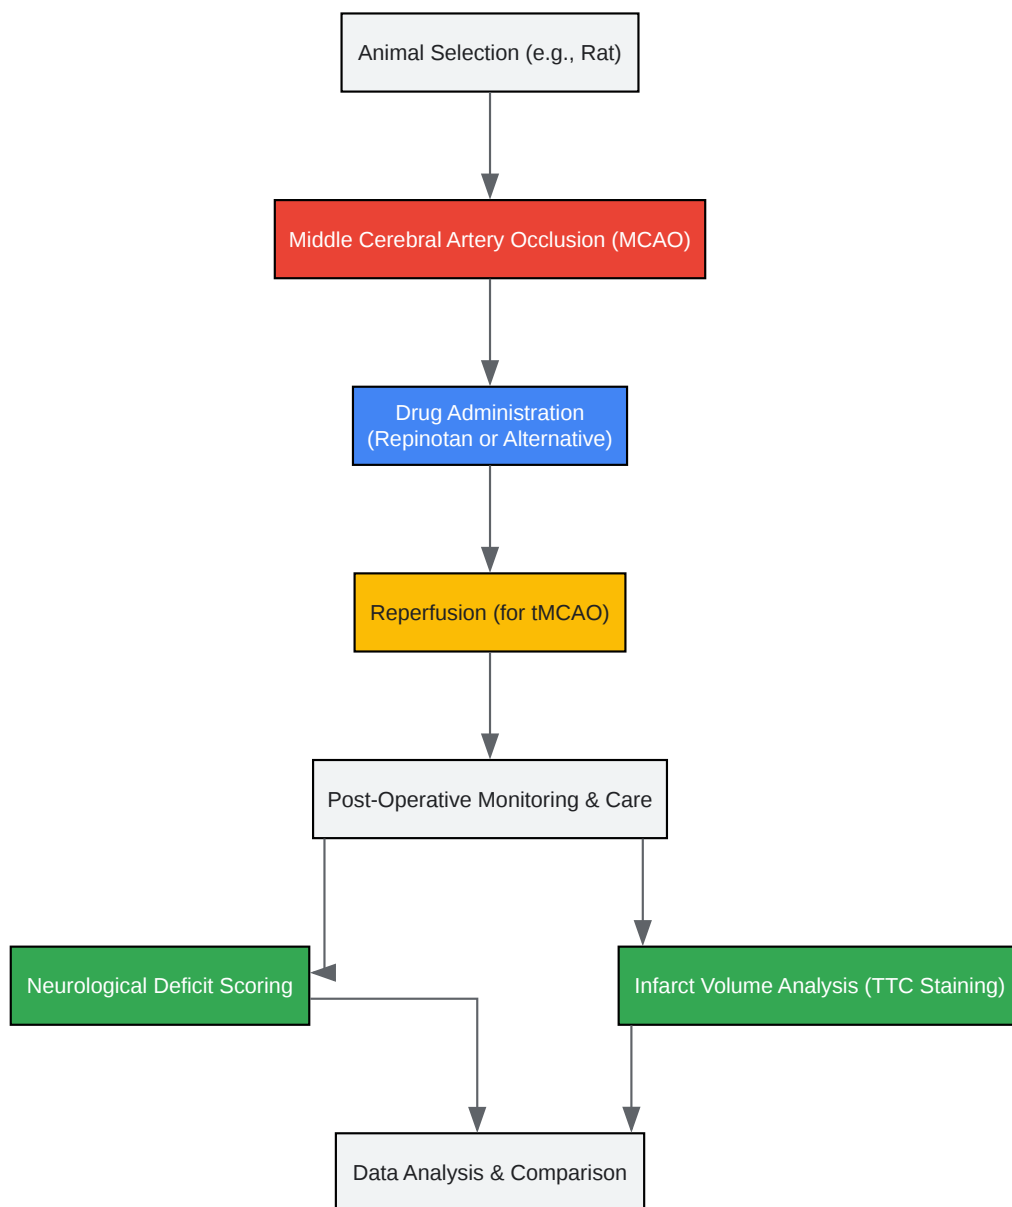 Animal Selection (e.g., Rat)
Middle Cerebral Artery Occlusion (MCAO)
Drug Administration
(Repinotan or Alternative)
Reperfusion (for tMCAO)
Post-Operative Monitoring & Care
Neurological Deficit Scoring
Infarct Volume Analysis (TTC Staining)
Data Analysis & Comparison